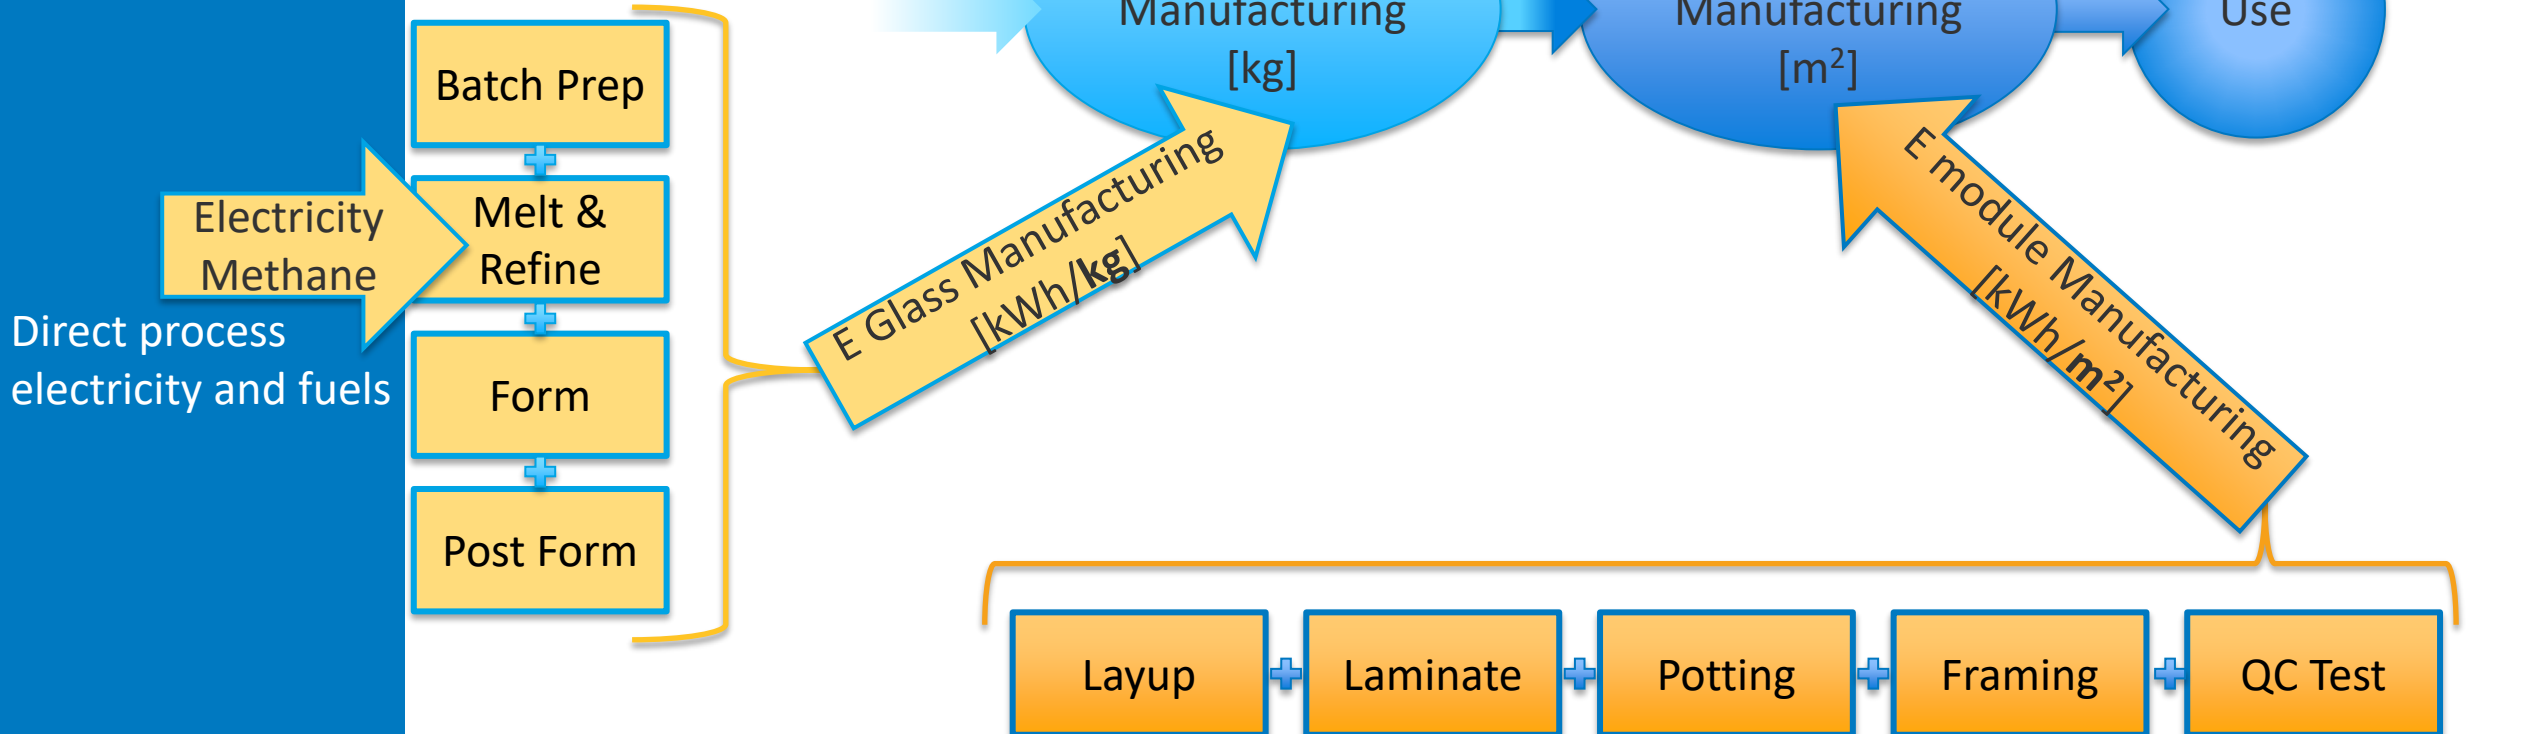 Manufacturing
[kg]
Manufacturing
[m²]
Use
Batch Prep
Melt &
Refine
Form
Post Form
Electricity
Methane
Direct process
electricity and fuels
E Glass Manufacturing
[kWh/kg]
E module Manufacturing
[kWh/m²]
Layup
Laminate
Potting
Framing
QC Test